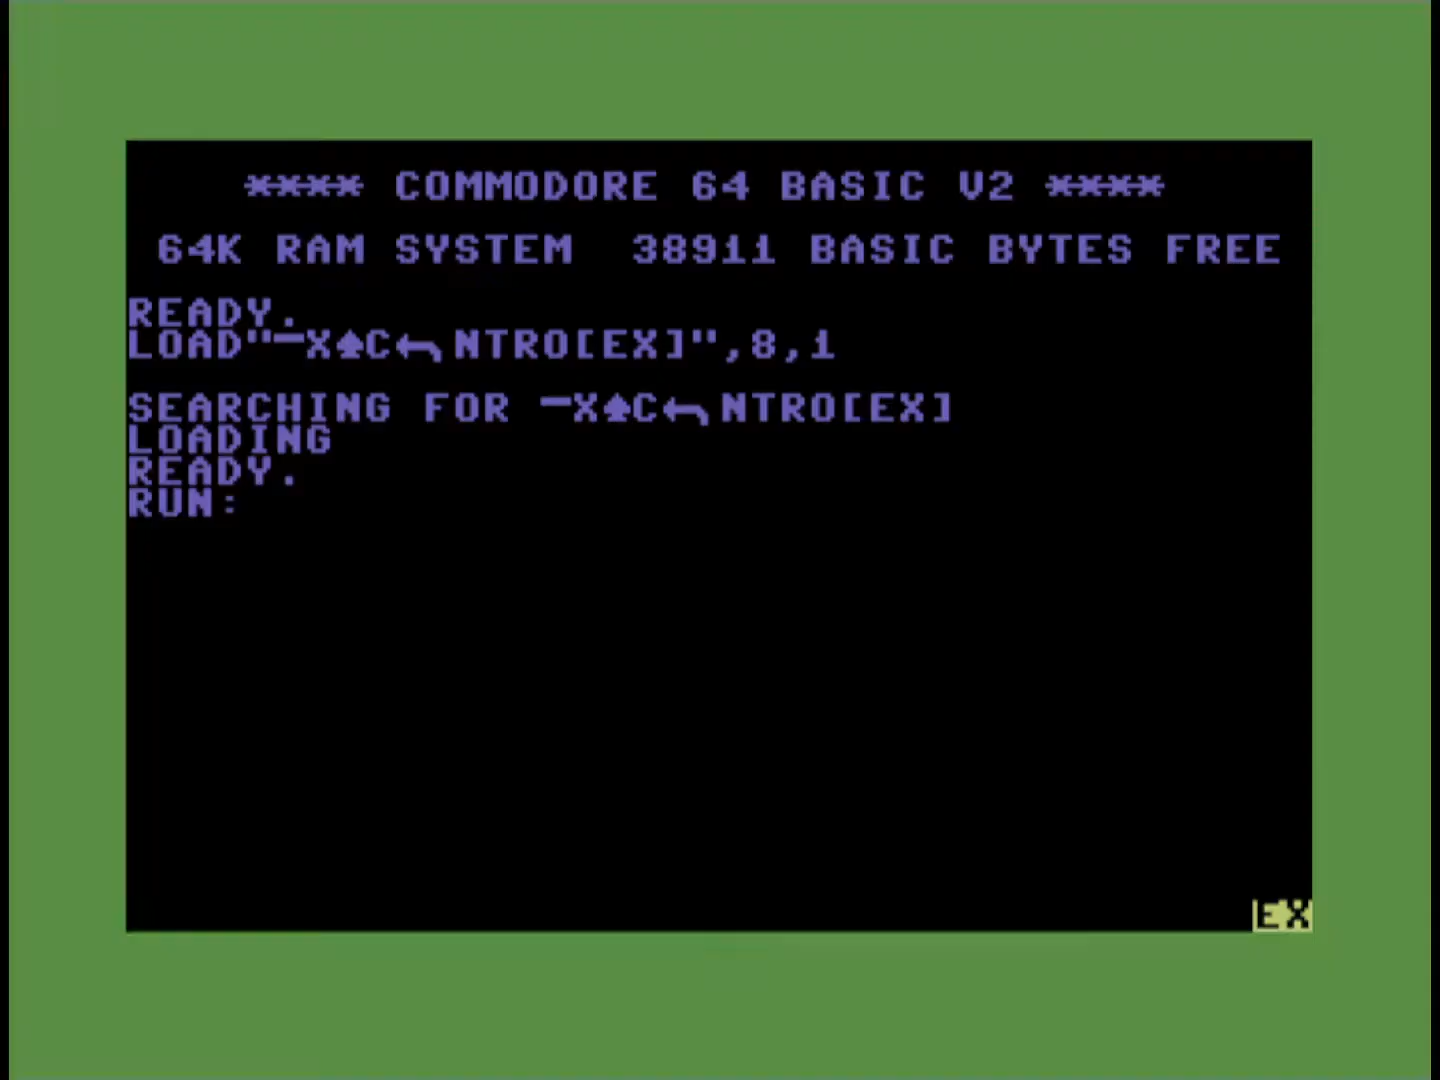 **** COMMODORE 64 BASIC V2 ****
64K RAM SYSTEM 38911 BASIC BYTES FREE
READY.
LOAD"─X♠C←╮NTRO[EX]",8,1
SEARCHING FOR ─X♠C←╮NTRO[EX]
LOADING
READY.
RUN:
EX